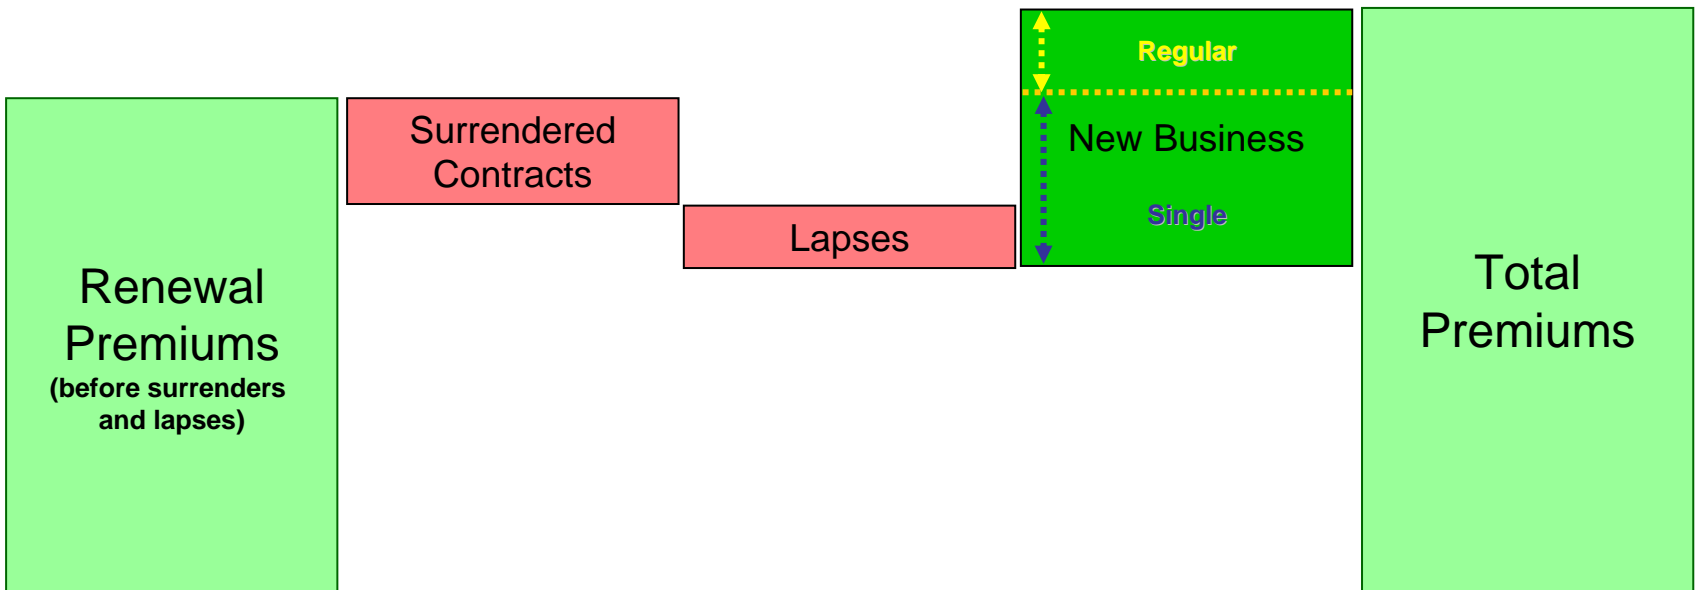 Renewal
Premiums
(before surrenders
and lapses)
Surrendered
Contracts
Lapses
Regular
New Business
Single
Total
Premiums